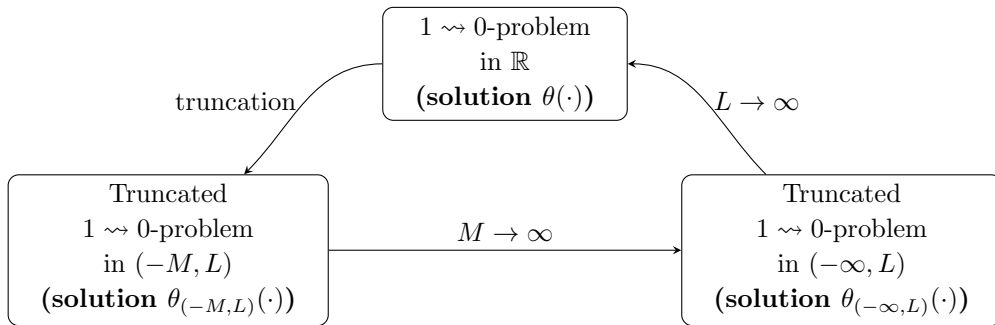 1 ⇝ 0-problem
in ℝ
(solution θ(·))
truncation
L → ∞
Truncated
1 ⇝ 0-problem
in (−M, L)
(solution θ_{(−M,L)}(·))
M → ∞
Truncated
1 ⇝ 0-problem
in (−∞, L)
(solution θ_{(−∞,L)}(·))